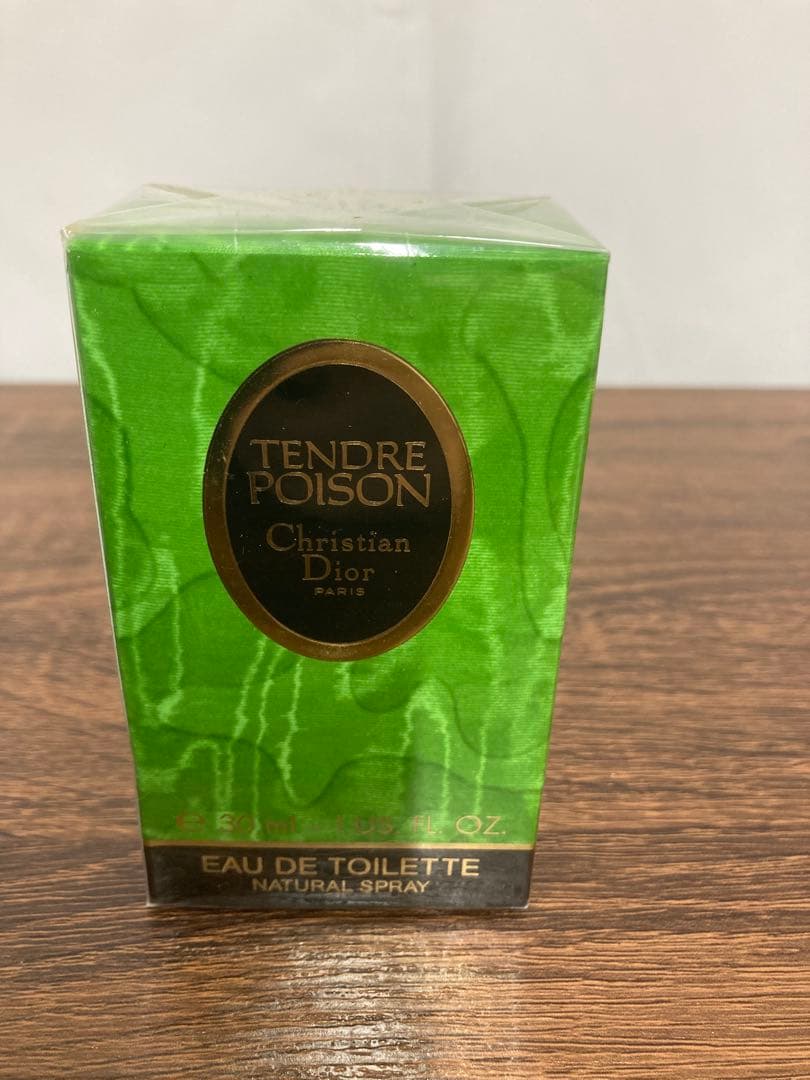 TENDRE
POISON
Christian
Dior
PARIS
℮ 30 ml - 1 US. FL. OZ.
EAU DE TOILETTE
NATURAL SPRAY